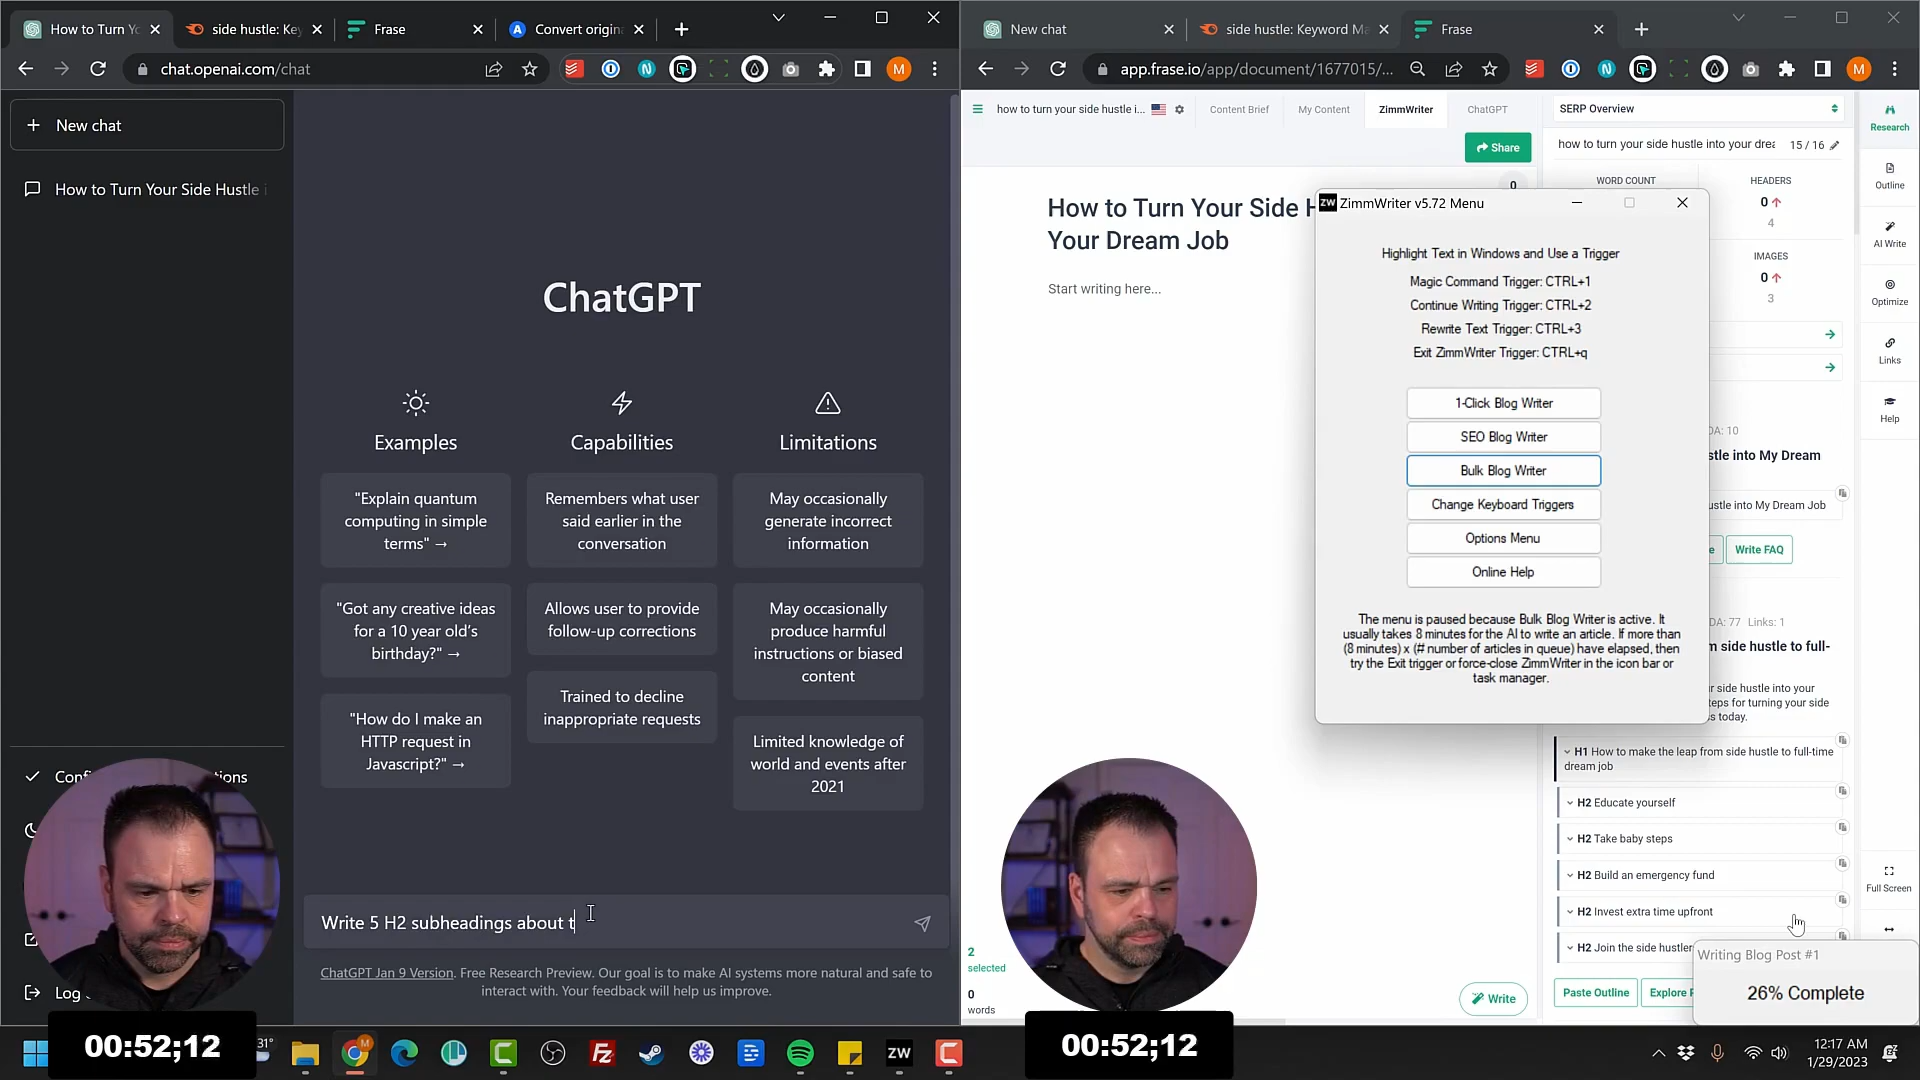 How to Turn Yo
side hustle: Key
Frase
Convert origin
chat.openai.com/chat
M
New chat
How to Turn Your Side Hustle i
ChatGPT
Examples
Capabilities
Limitations
"Explain quantum
computing in simple
terms" →
Remembers what user
said earlier in the
conversation
May occasionally
generate incorrect
information
"Got any creative ideas
for a 10 year old's
birthday?" →
Allows user to provide
follow-up corrections
May occasionally
produce harmful
instructions or biased
content
"How do I make an
HTTP request in
Javascript?" →
Trained to decline
inappropriate requests
Limited knowledge of
world and events after
2021
Write 5 H2 subheadings about t
ChatGPT Jan 9 Version. Free Research Preview. Our goal is to make AI systems more natural and safe to
interact with. Your feedback will help us improve.
Log
00:52;12
New chat
side hustle: Keyword Ma
Frase
app.frase.io/app/document/1677015/...
M
how to turn your side hustle i...
Content Brief
My Content
ZimmWriter
ChatGPT
Share
0
How to Turn Your Side H
Your Dream Job
Start writing here...
ZW ZimmWriter v5.72 Menu
Highlight Text in Windows and Use a Trigger
Magic Command Trigger: CTRL+1
Continue Writing Trigger: CTRL+2
Rewrite Text Trigger: CTRL+3
Exit ZimmWriter Trigger: CTRL+q
1-Click Blog Writer
SEO Blog Writer
Bulk Blog Writer
Change Keyboard Triggers
Options Menu
Online Help
The menu is paused because Bulk Blog Writer is active. It
usually takes 8 minutes for the AI to write an article. If more than
(8 minutes) x (# number of articles in queue) have elapsed, then
try the Exit trigger or force-close ZimmWriter in the icon bar or
task manager.
SERP Overview
how to turn your side hustle into your drea
15 / 16
WORD COUNT
HEADERS
0
4
IMAGES
0
3
DA: 10
stle into My Dream
stle into My Dream Job
e
Write FAQ
DA: 77 Links: 1
m side hustle to full-
r side hustle into your
teps for turning your side
s today.
H1 How to make the leap from side hustle to full-time
dream job
H2 Educate yourself
H2 Take baby steps
H2 Build an emergency fund
H2 Invest extra time upfront
H2 Join the side hustler
Paste Outline
Explore
Research
Outline
AI Write
Optimize
Links
Help
Full Screen
Writing Blog Post #1
26% Complete
2
selected
0
words
Write
00:52;12
31°
ZW
12:17 AM
1/29/2023